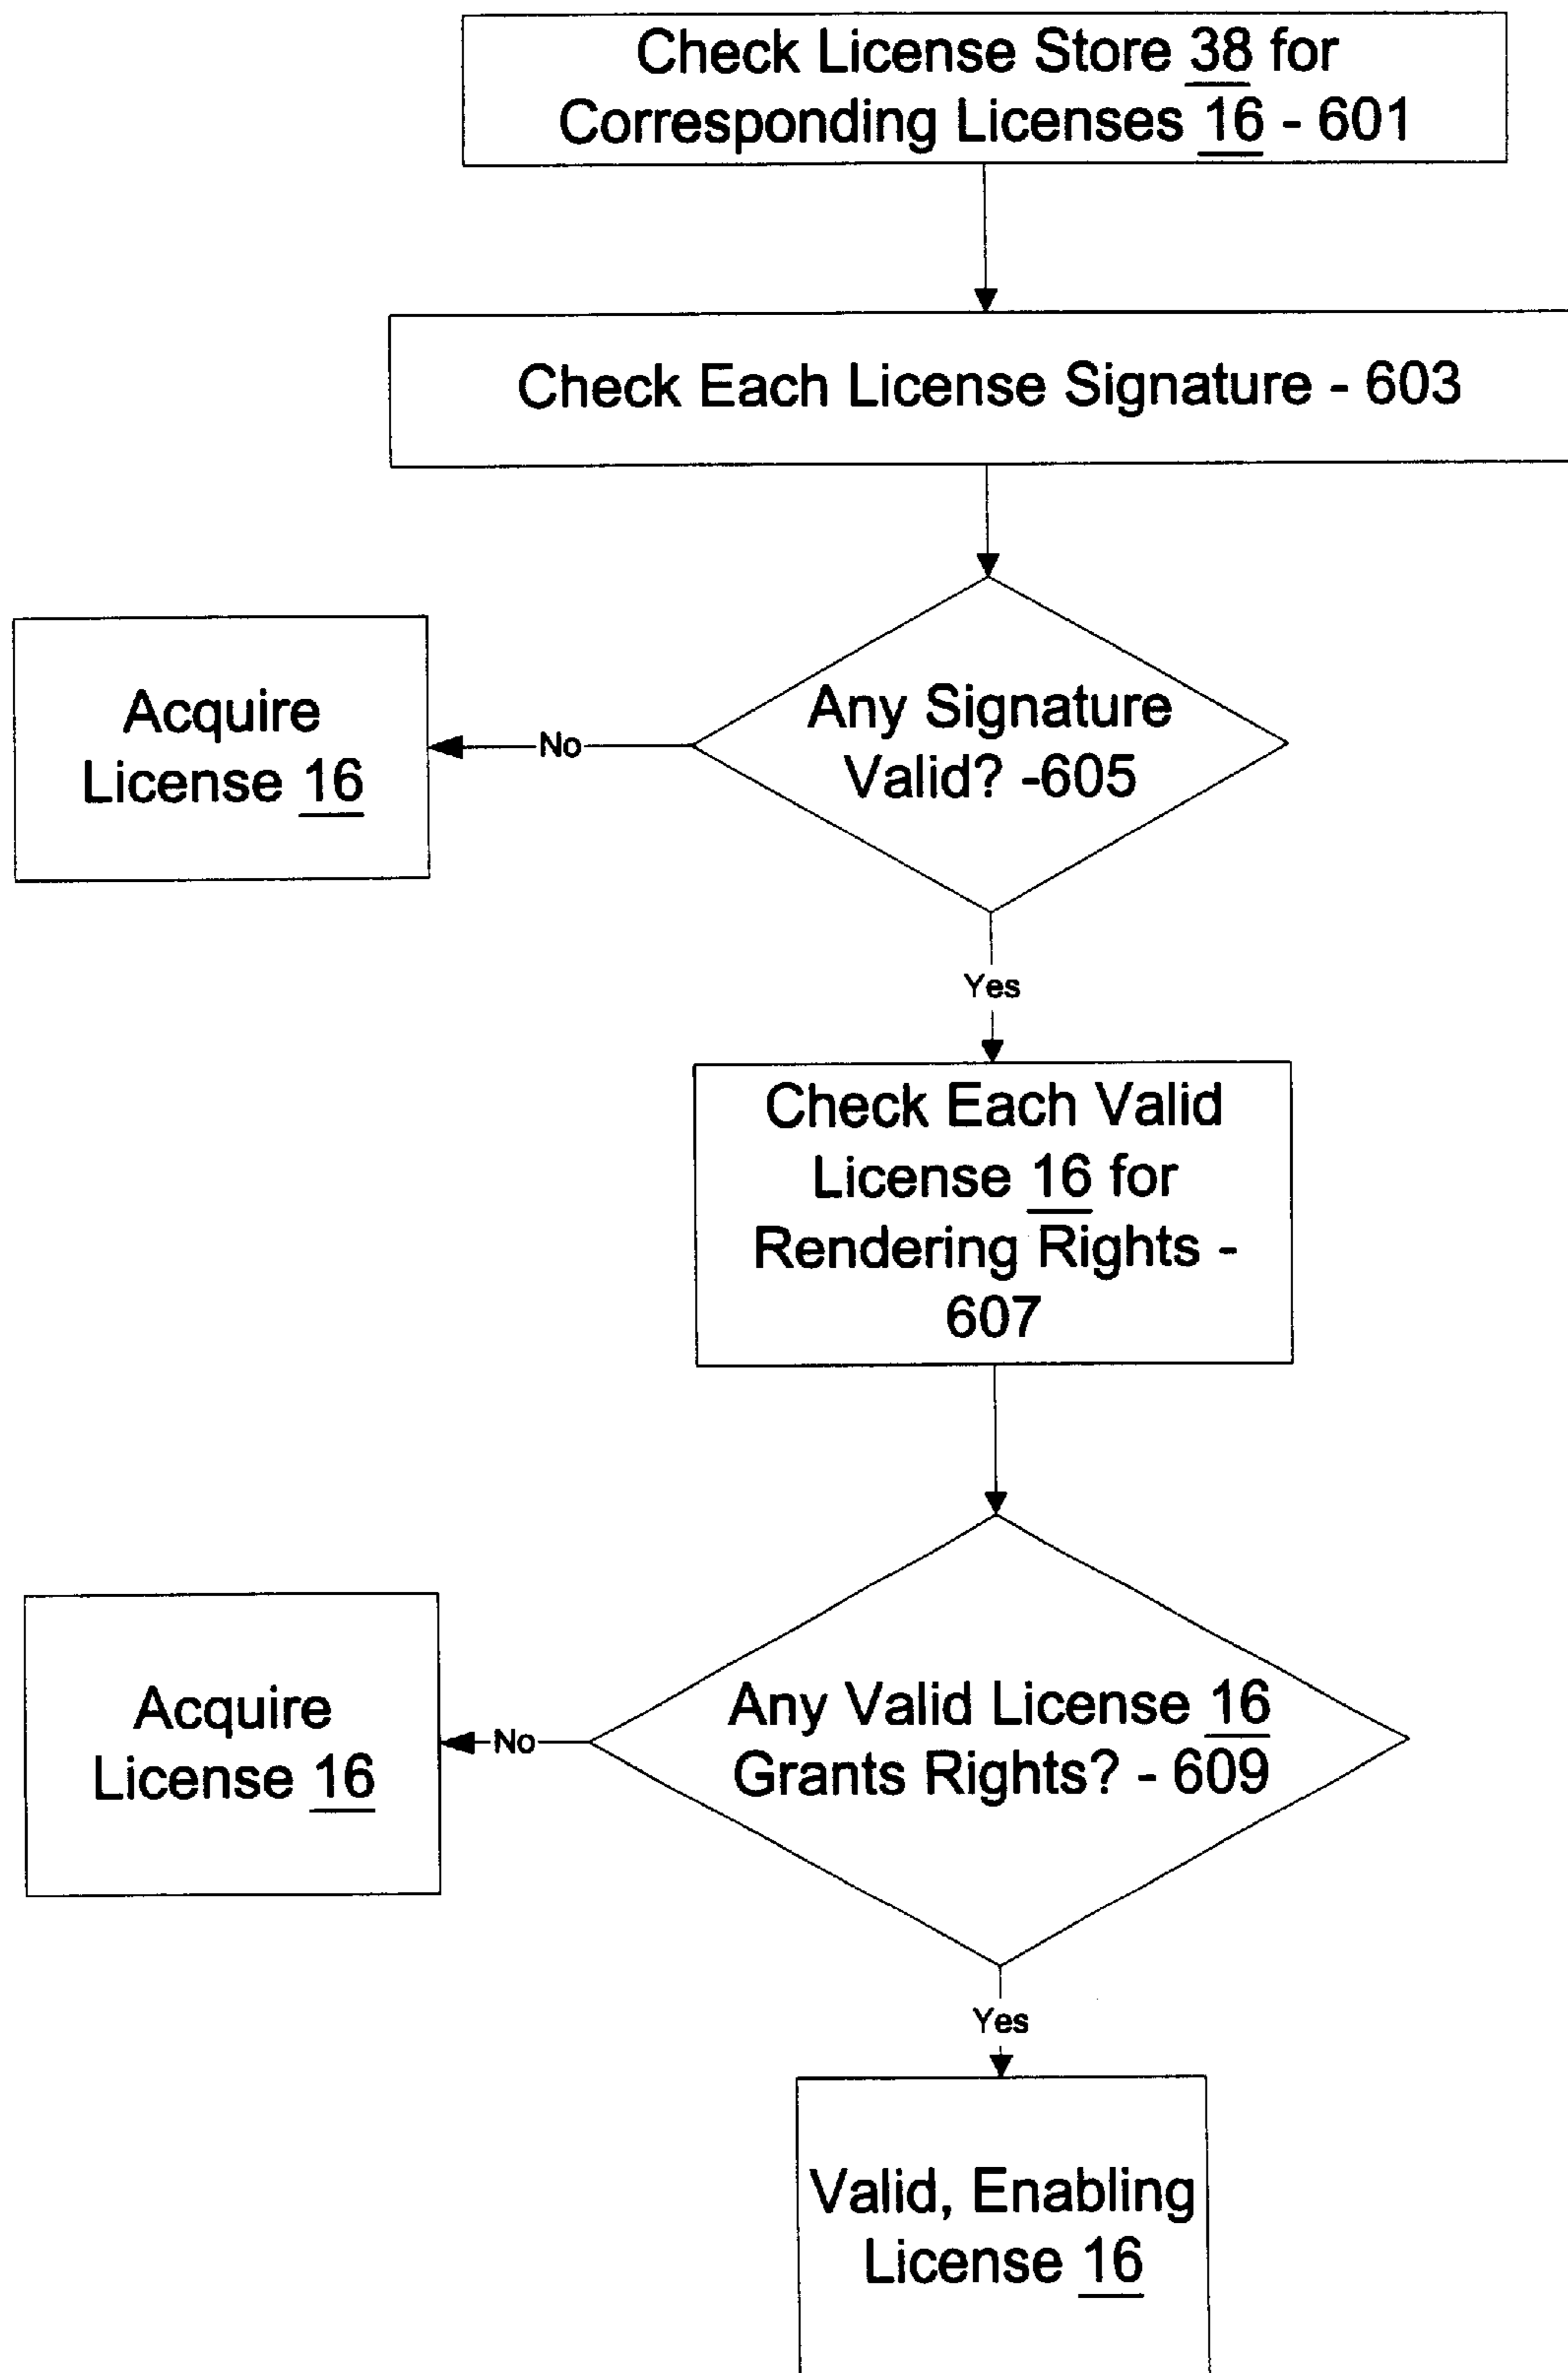 Check License Store 38 for
Corresponding Licenses 16 - 601
Check Each License Signature - 603
Any Signature
Valid? -605
No
Acquire
License 16
Yes
Check Each Valid
License 16 for
Rendering Rights -
607
Any Valid License 16
Grants Rights? - 609
No
Acquire
License 16
Yes
Valid, Enabling
License 16